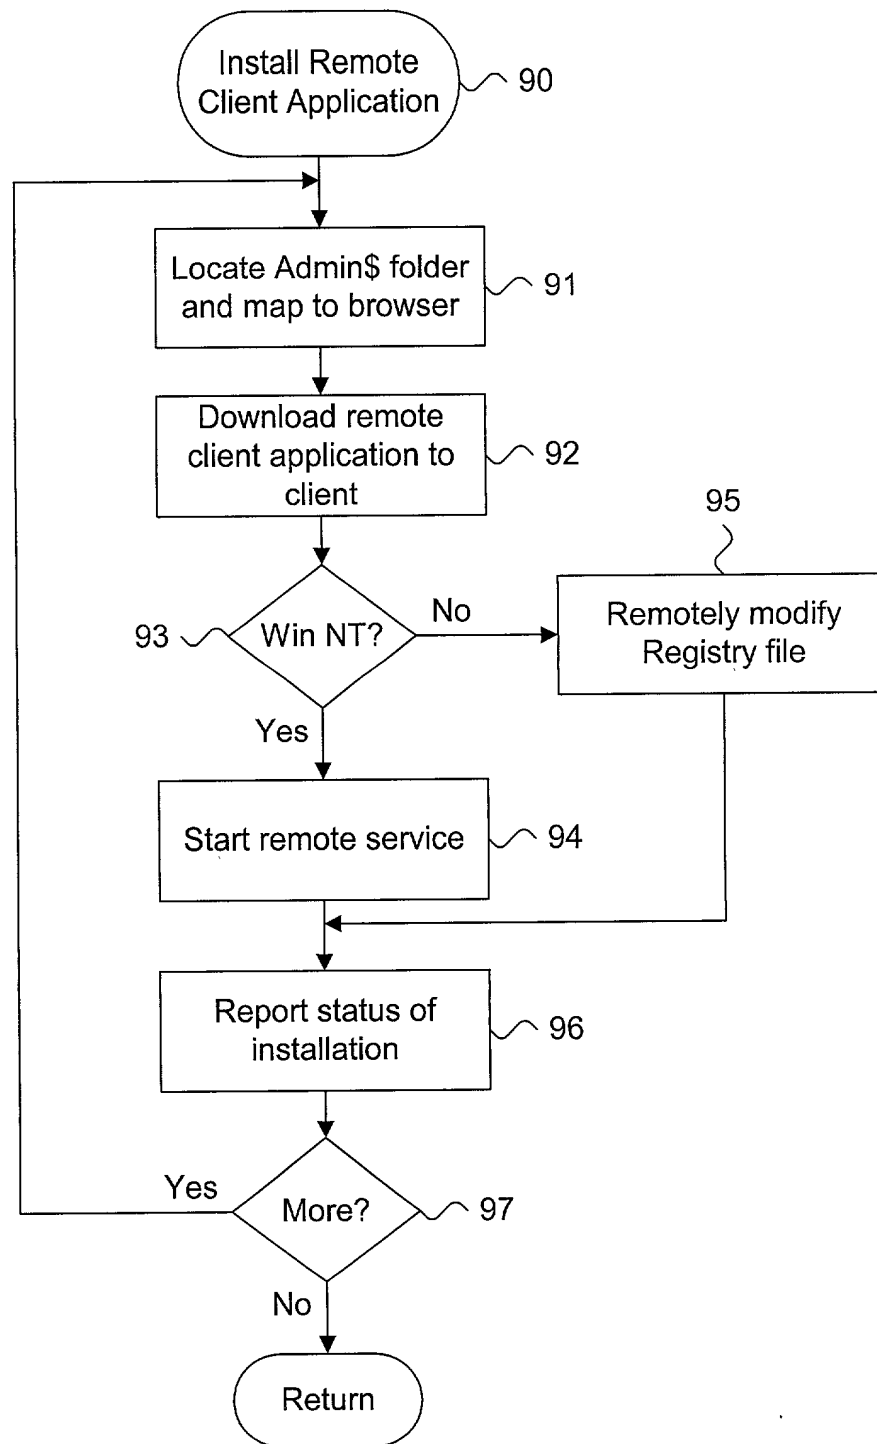 Install Remote
Client Application
90
Locate Admin$ folder
and map to browser
91
Download remote
client application to
client
92
95
93
Win NT?
No
Remotely modify
Registry file
Yes
Start remote service
94
Report status of
installation
96
Yes
More?
97
No
Return